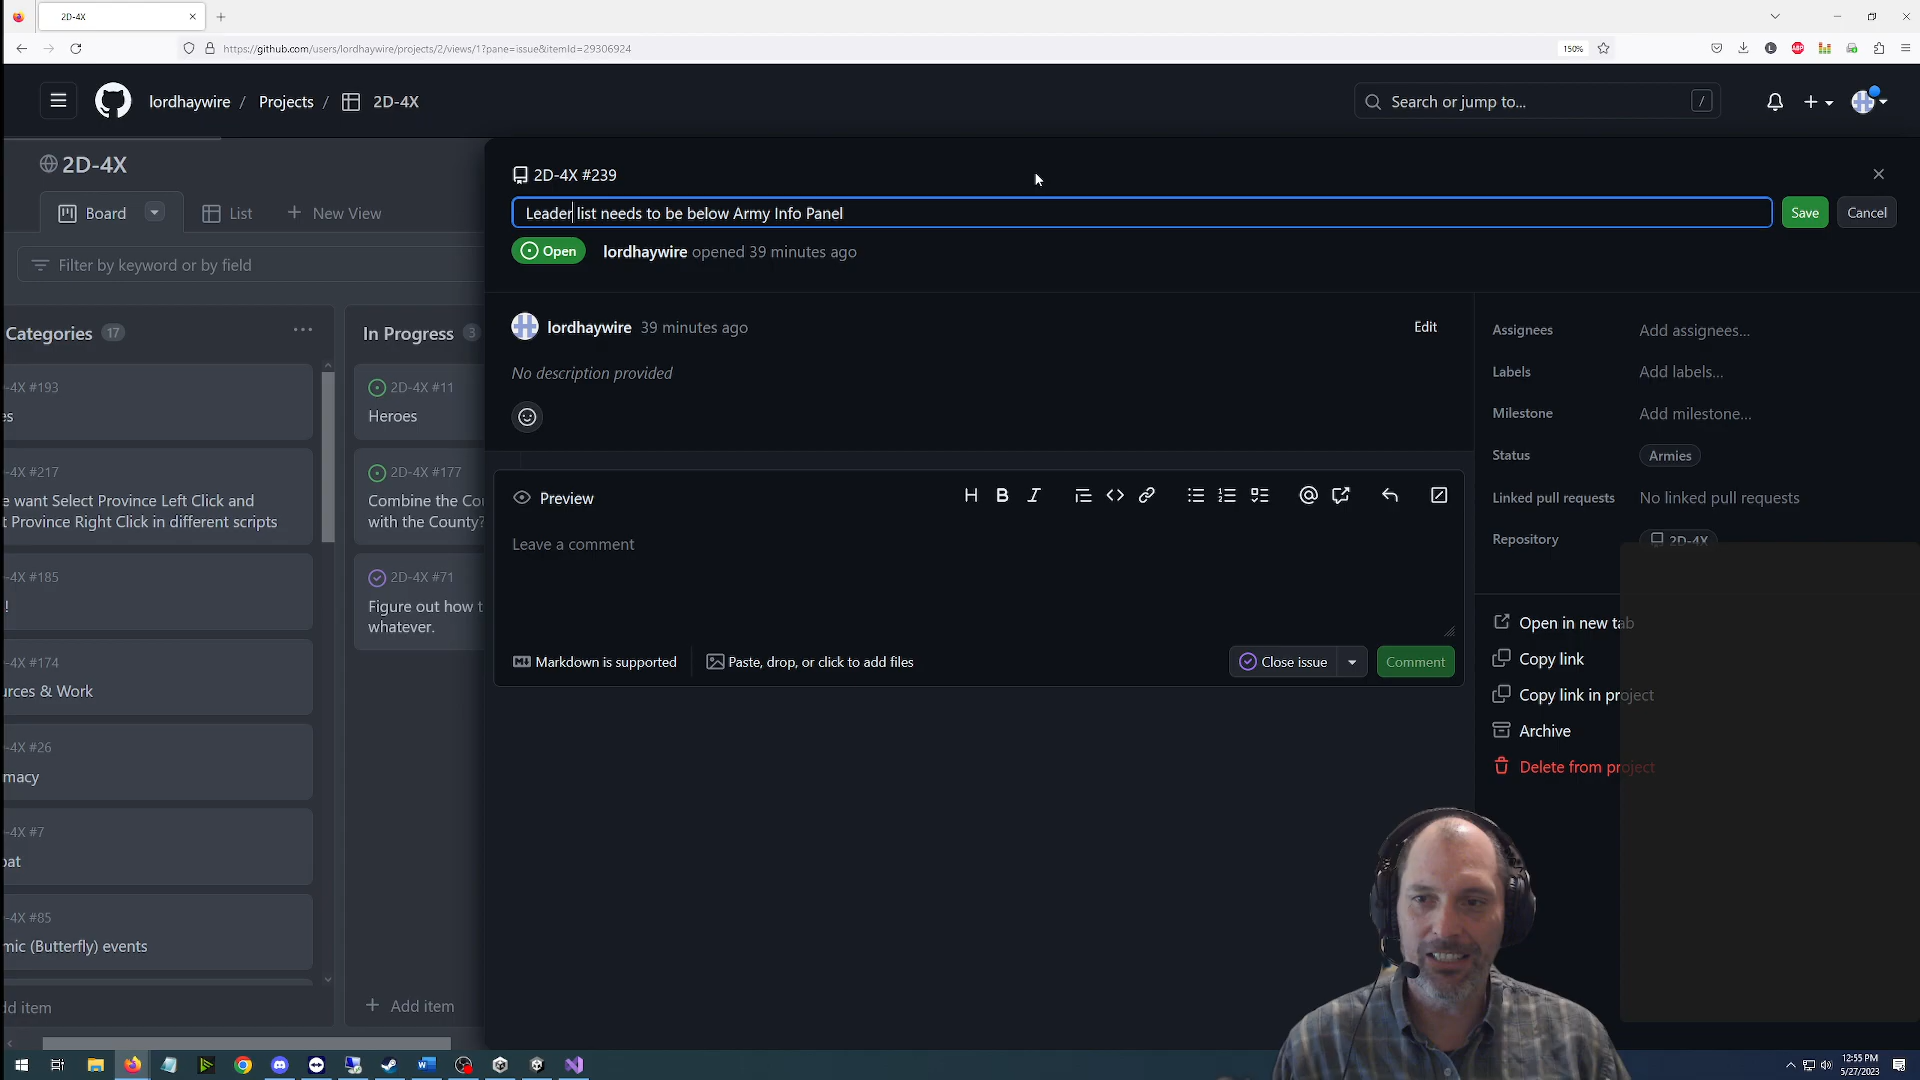 2D-4X
https://github.com/users/lordhaywire/projects/2/views/1?pane=issue&itemId=29306924
150%
lordhaywire / Projects / 2D-4X
Search or jump to...
/
2D-4X
Board
List
New View
Filter by keyword or by field
Categories 17
-4X #193
es
-4X #217
e want Select Province Left Click and
t Province Right Click in different scripts
-4X #185
!
-4X #174
urces & Work
-4X #26
macy
-4X #7
bat
-4X #85
mic (Butterfly) events
dd item
In Progress 3
2D-4X #11
Heroes
2D-4X #177
Combine the Cou
with the County?
2D-4X #71
Figure out how t
whatever.
Add item
2D-4X #239
Leader list needs to be below Army Info Panel
Save
Cancel
Open
lordhaywire opened 39 minutes ago
lordhaywire 39 minutes ago
Edit
No description provided
Preview
Leave a comment
Markdown is supported
Paste, drop, or click to add files
Close issue
Comment
Assignees
Add assignees...
Labels
Add labels...
Milestone
Add milestone...
Status
Armies
Linked pull requests
No linked pull requests
Repository
2D-4X
Open in new tab
Copy link
Copy link in project
Archive
Delete from project
12:55 PM
5/27/2023